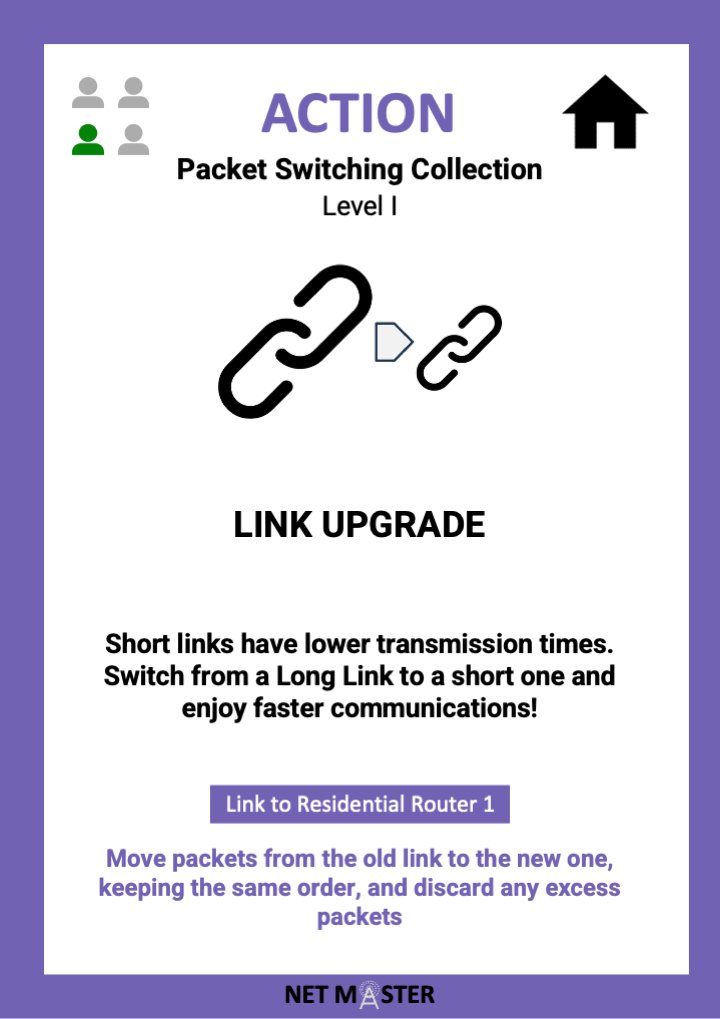 ACTION
Packet Switching Collection
Level I
LINK UPGRADE
Short links have lower transmission times.
Switch from a Long Link to a short one and
enjoy faster communications!
Link to Residential Router 1
Move packets from the old link to the new one,
keeping the same order, and discard any excess
packets
NET MASTER